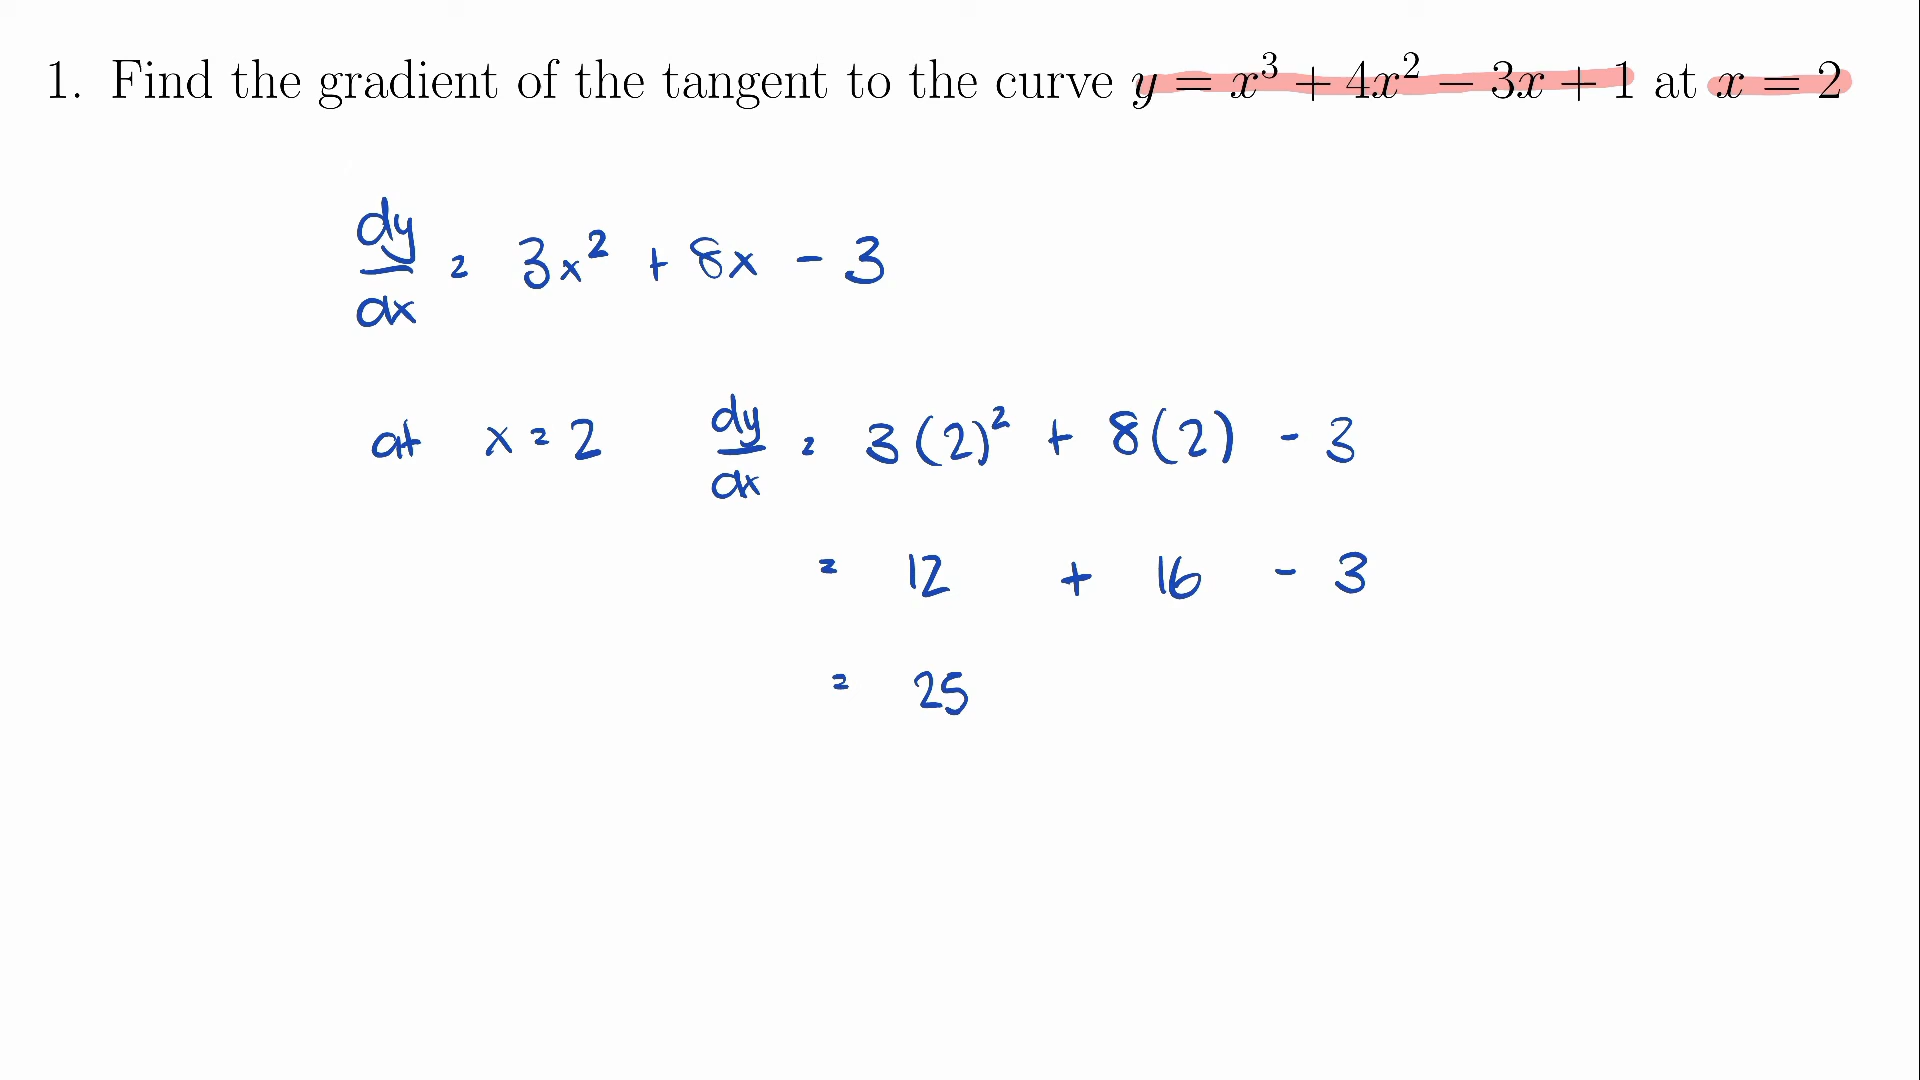 1. Find the gradient of the tangent to the curve y = x³ + 4x² − 3x + 1 at x = 2
dy/dx = 3x² + 8x - 3
at x = 2 dy/dx = 3(2)² + 8(2) - 3
= 12 + 16 - 3
= 25